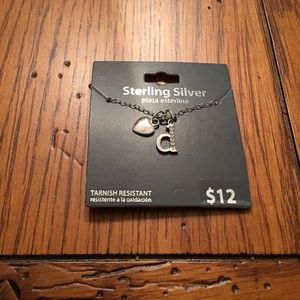 Sterling Silver
plata esterlina
d
TARNISH RESISTANT
resistente a la oxidación
$12